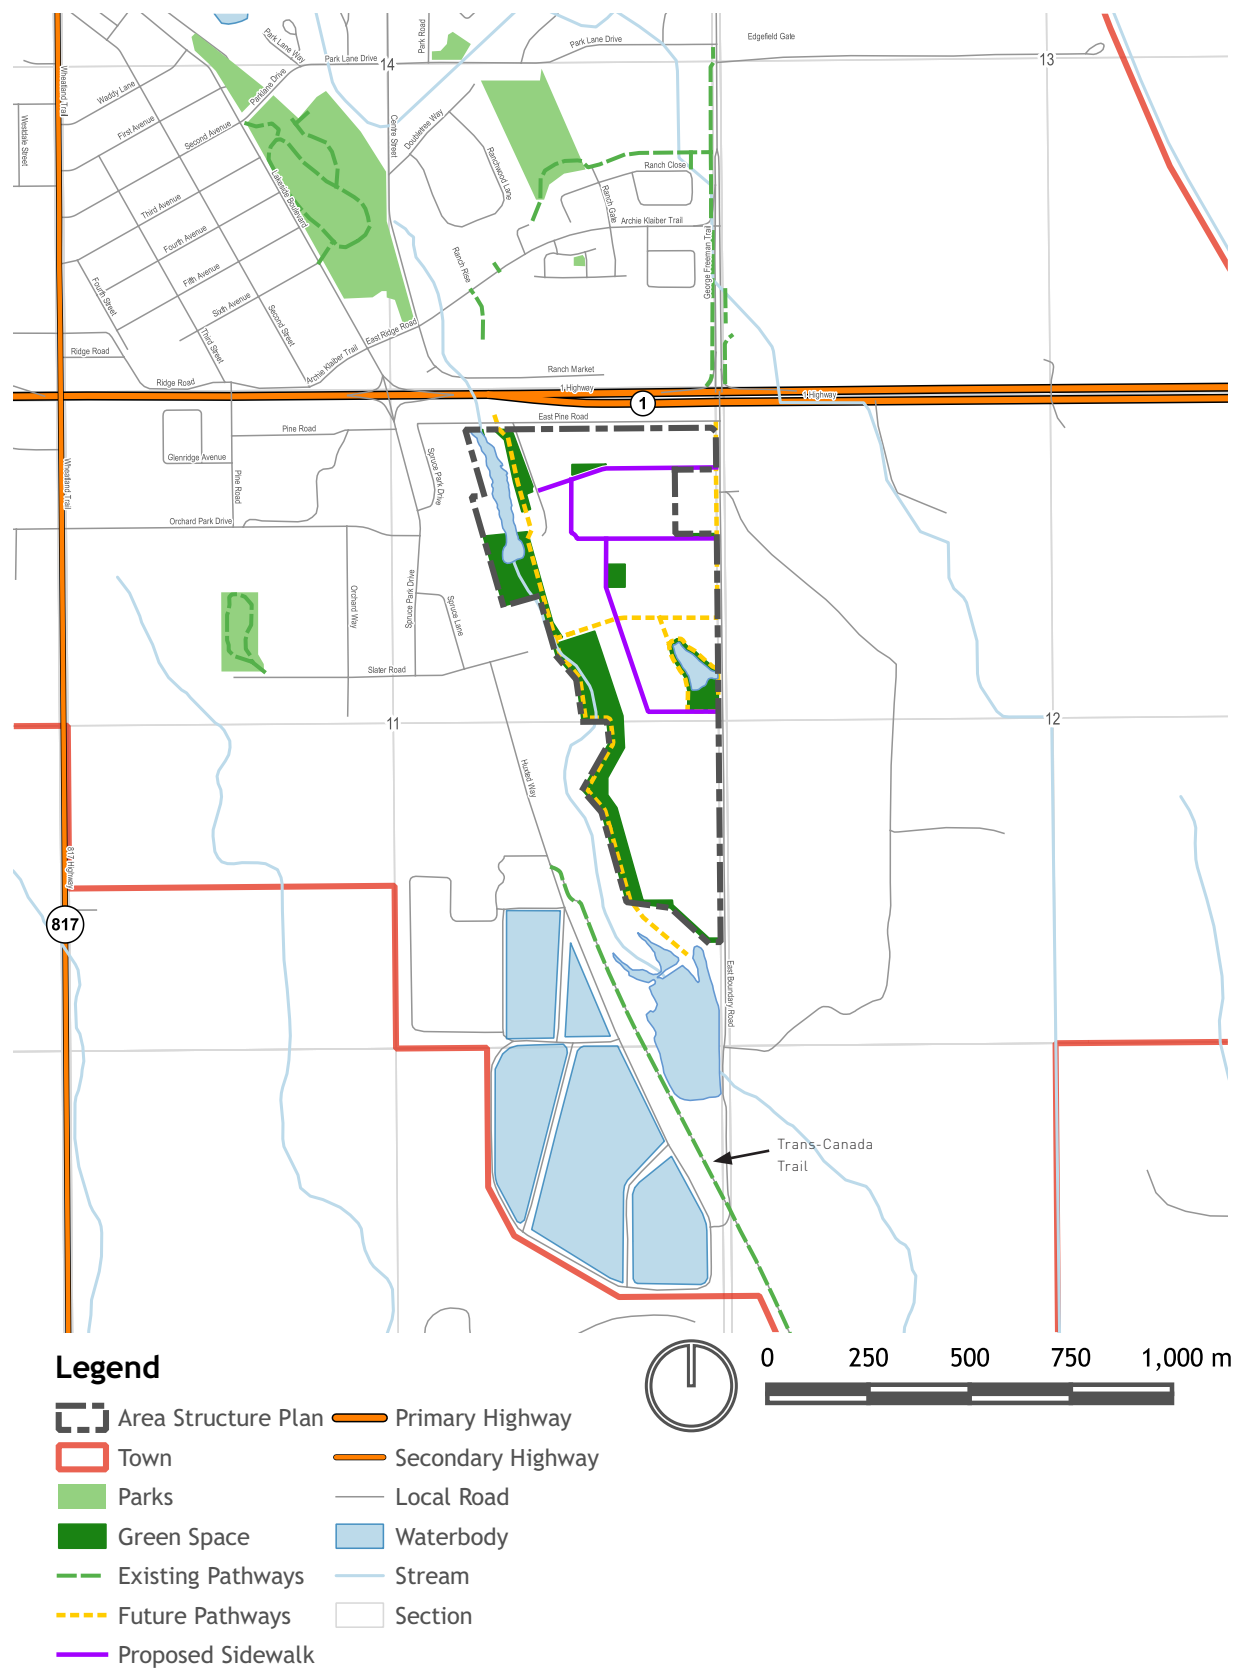 Park Road
Edgefield Gate
Park Lane Way
Park Lane Drive
Park Lane Drive
14
13
Wheatland Trail
Waddy Lane
Parklane Drive
Westdale Street
First Avenue
Second Avenue
Centre Street
Doubletree Way
Ranchwood Lane
Ranch Close
Lakeside Boulevard
Third Avenue
Ranch Gate
Archie Klaiber Trail
Fourth Avenue
George Freeman Trail
Fifth Avenue
Ranch Rise
Fourth Street
Sixth Avenue
Second Street
Third Street
East Ridge Road
Archie Klaiber Trail
Ridge Road
Ranch Market
Ridge Road
1 Highway
1 Highway
1
East Pine Road
Pine Road
Glenridge Avenue
Spruce Park Drive
Wheatland Trail
Pine Road
Orchard Park Drive
Orchard Way
Spruce Park Drive
Spruce Lane
Slater Road
11
12
Huxted Way
817 Highway
817
East Boundary Road
Trans-Canada
Trail
0 250 500 750 1,000 m
Legend
Area Structure Plan
Town
Parks
Green Space
Existing Pathways
Future Pathways
Proposed Sidewalk
Primary Highway
Secondary Highway
Local Road
Waterbody
Stream
Section